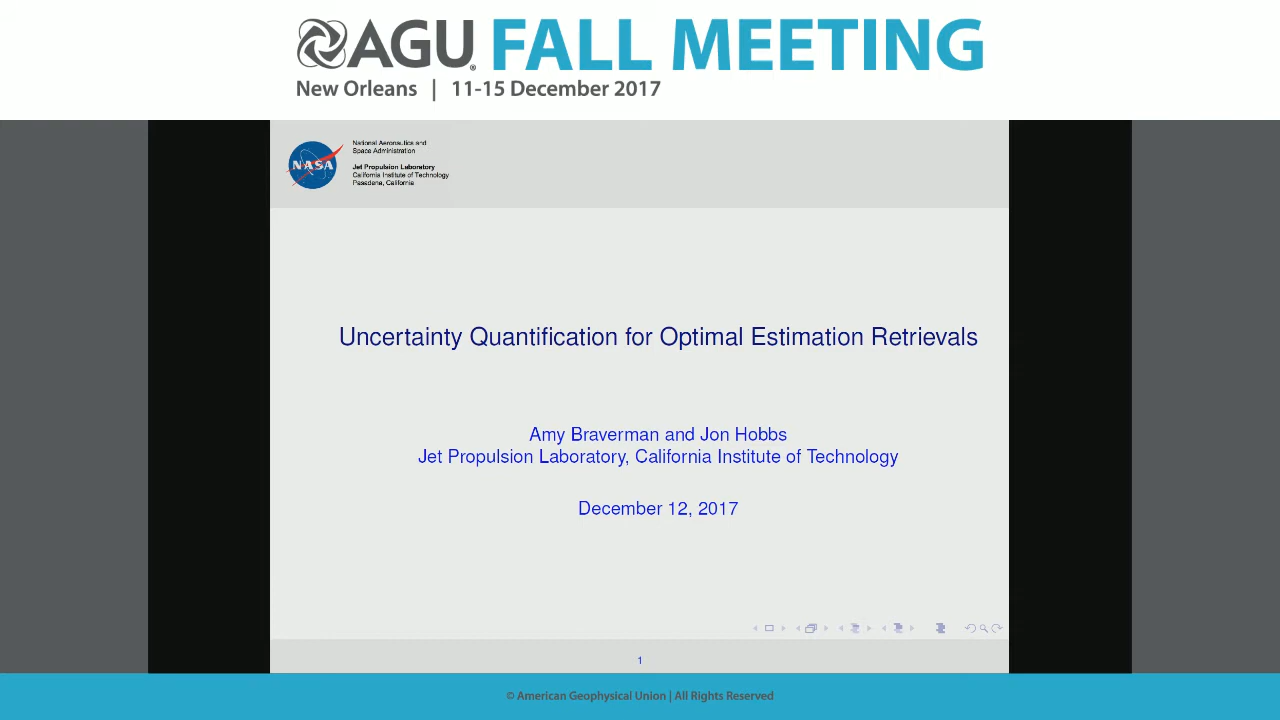 AGU FALL MEETING
New Orleans | 11-15 December 2017
NASA
National Aeronautics and
Space Administration
Jet Propulsion Laboratory
California Institute of Technology
Pasadena, California
Uncertainty Quantification for Optimal Estimation Retrievals
Amy Braverman and Jon Hobbs
Jet Propulsion Laboratory, California Institute of Technology
December 12, 2017
1
© American Geophysical Union | All Rights Reserved